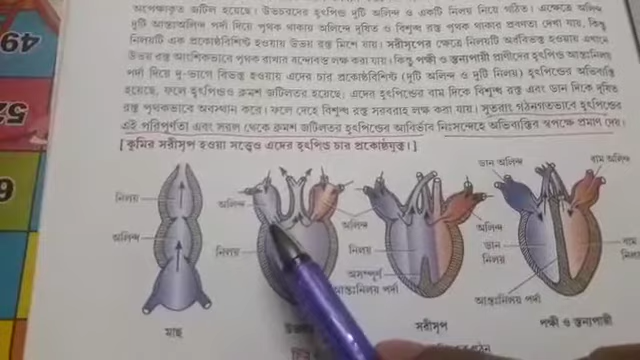 অপেক্ষাকৃত জটিল হয়েছে। উভচরদের হৃৎপিণ্ড দুটি অলিন্দ ও একটি নিলয় নিয়ে গঠিত। এক্ষেত্রে অলিন্দ
দুটি আন্তঃঅলিন্দ পর্দা দিয়ে পৃথক থাকায় অলিন্দে দূষিত ও বিশুদ্ধ রক্ত পৃথক থাকার প্রবণতা দেখা যায়, কিন্তু
নিলয়টি এক প্রকোষ্ঠবিশিষ্ট হওয়ায় উভয় রক্ত মিশে যায়। সরীসৃপের ক্ষেত্রে নিলয়টি অর্ধবিভক্ত হওয়ায় এখানে
উভয় রক্ত আংশিকভাবে পৃথক রাখার বন্দোবস্ত লক্ষ করা যায়। কিন্তু পক্ষী ও স্তন্যপায়ী প্রাণীদের হৃৎপিণ্ড আন্তঃনিলয়
পর্দা দিয়ে দু-ভাগে বিভক্ত হওয়ায় এদের চার প্রকোষ্ঠবিশিষ্ট (দুটি অলিন্দ ও দুটি নিলয়) হৃৎপিণ্ডের অভিব্যক্তি
হয়েছে, ফলে হৃৎপিণ্ডও ক্রমশ জটিলতর হয়েছে; এদের হৃৎপিণ্ডের বাম দিকে বিশুদ্ধ রক্ত এবং ডান দিকে দূষিত
রক্ত পৃথকভাবে অবস্থান করে। ফলে দেহে বিশুদ্ধ রক্ত সরবরাহ লক্ষ করা যায়। সুতরাং গঠনগতভাবে হৃৎপিণ্ডের
এই পরিপূর্ণতা এবং সরল থেকে ক্রমশ জটিলতর হৃৎপিণ্ডের আবির্ভাব নিঃসন্দেহে অভিব্যক্তির স্বপক্ষে প্রমাণ দেয়।
[কুমির সরীসৃপ হওয়া সত্ত্বেও এদের হৃৎপিণ্ড চার প্রকোষ্ঠযুক্ত।]
ডান অলিন্দ
বাম অলিন্দ
নিলয়
অলিন্দ
অলিন্দ
নিলয়
অলিন্দ
নিলয়
অসম্পূর্ণ
আন্তঃনিলয় পর্দা
অলিন্দ
ডান
নিলয়
বাম
নিলয়
আন্তঃনিলয় পর্দা
মাছ
সরীসৃপ
পক্ষী ও স্তন্যপায়ী
49
52
6